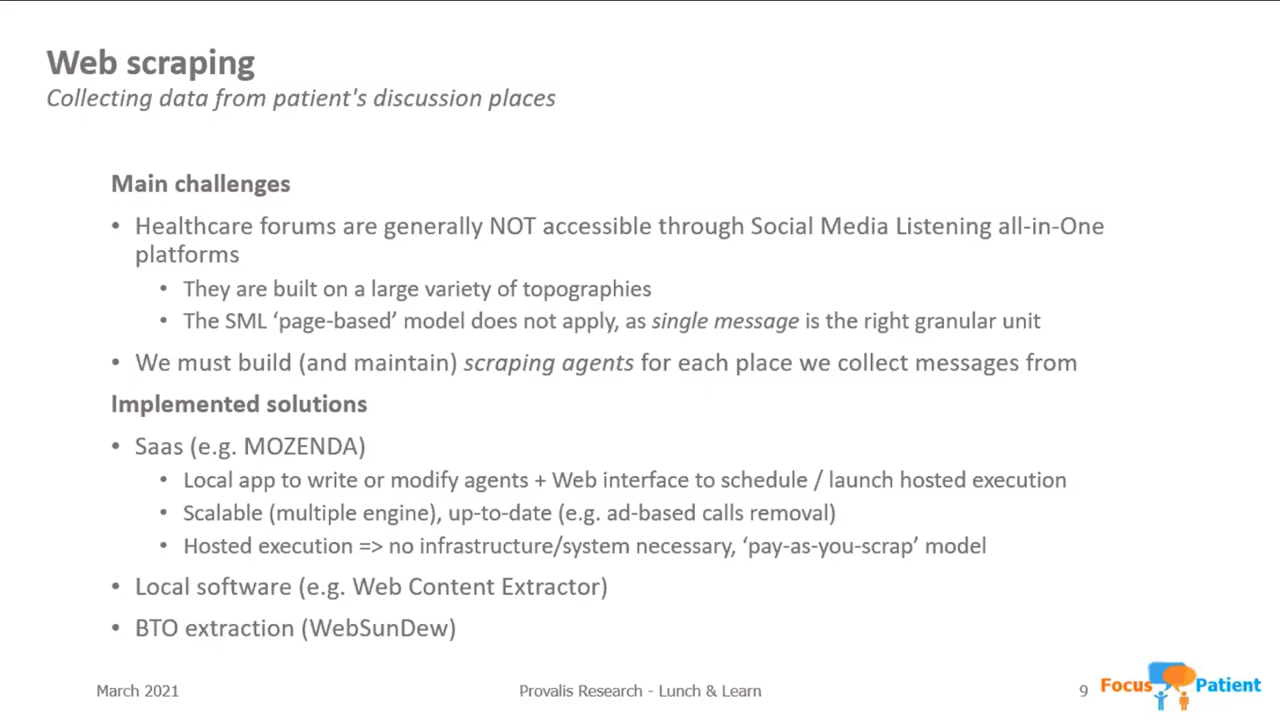 Web scraping
Collecting data from patient's discussion places
Main challenges
• Healthcare forums are generally NOT accessible through Social Media Listening all-in-One
platforms
• They are built on a large variety of topographies
• The SML ‘page-based’ model does not apply, as single message is the right granular unit
• We must build (and maintain) scraping agents for each place we collect messages from
Implemented solutions
• Saas (e.g. MOZENDA)
• Local app to write or modify agents + Web interface to schedule / launch hosted execution
• Scalable (multiple engine), up-to-date (e.g. ad-based calls removal)
• Hosted execution => no infrastructure/system necessary, ‘pay-as-you-scrap’ model
• Local software (e.g. Web Content Extractor)
• BTO extraction (WebSunDew)
March 2021
Provalis Research - Lunch & Learn
9
Focus Patient